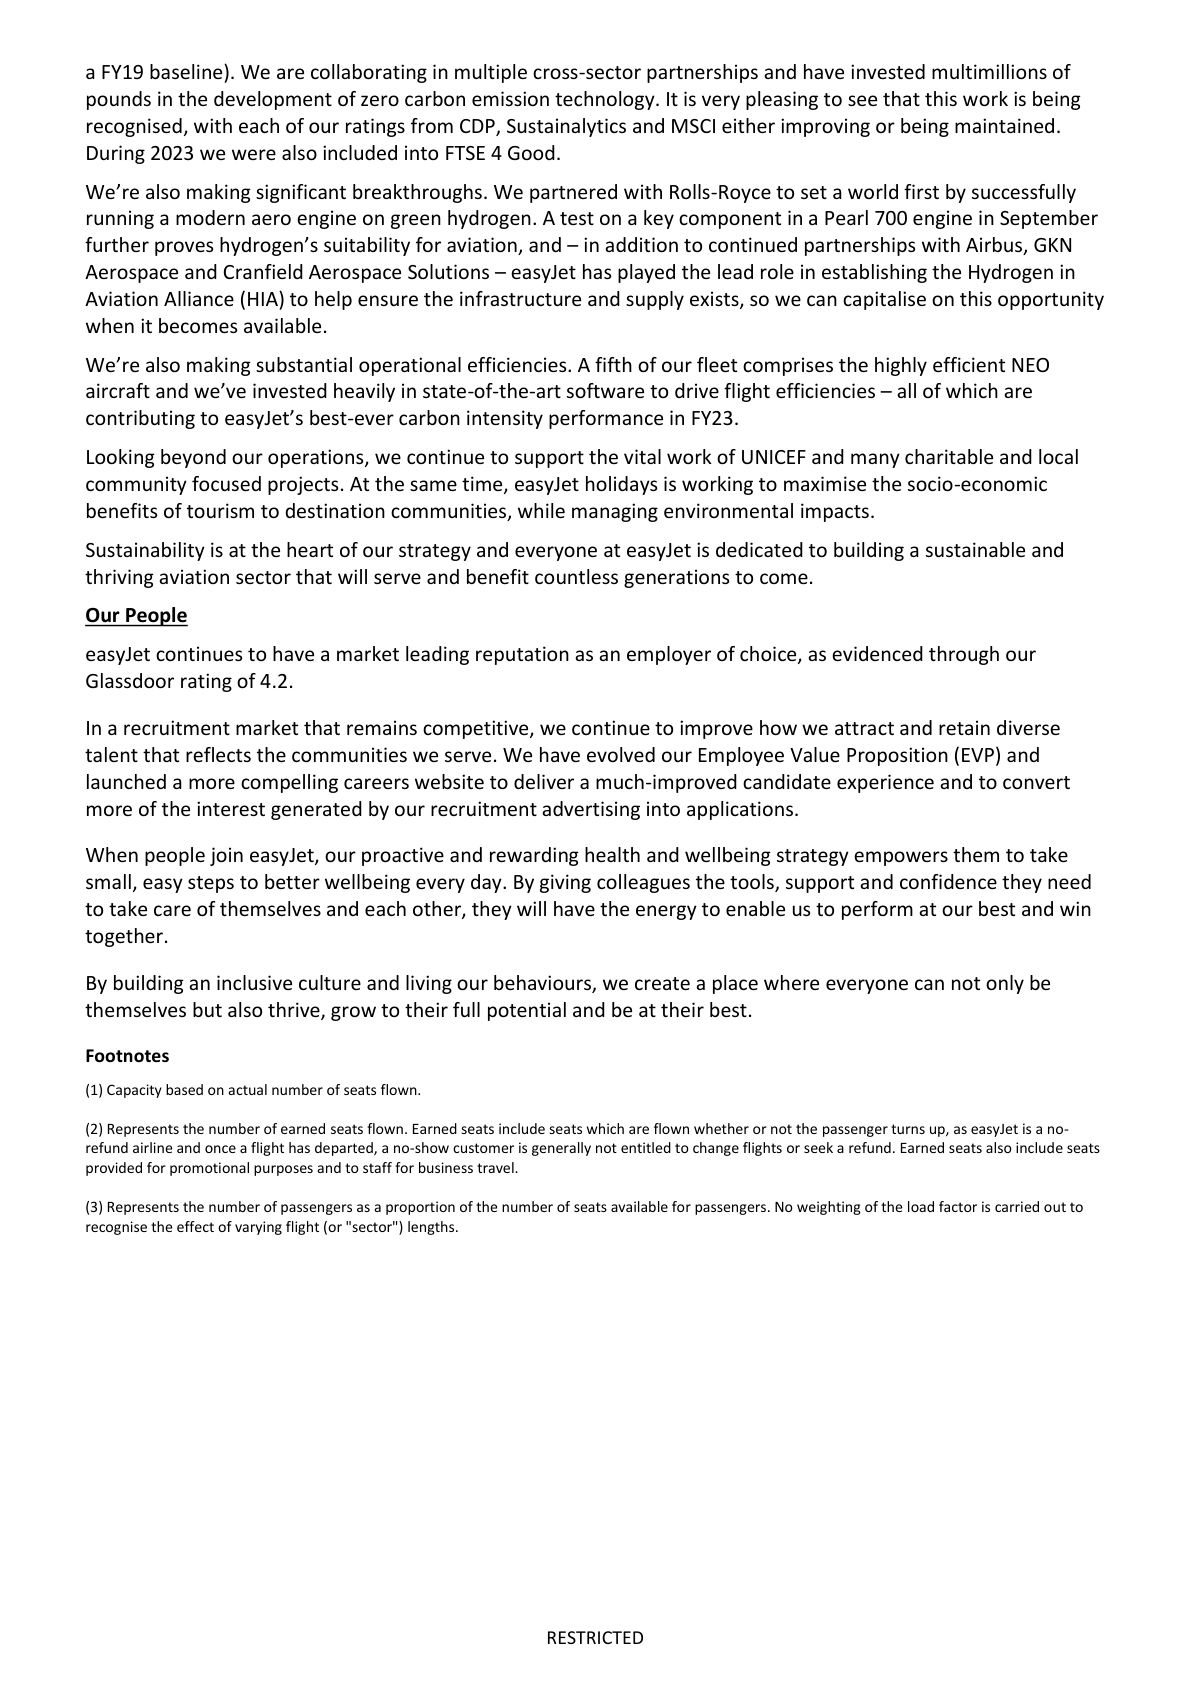 a FY19 baseline). We are collaborating in multiple cross-sector partnerships and have invested multimillions of
pounds in the development of zero carbon emission technology. It is very pleasing to see that this work is being
recognised, with each of our ratings from CDP, Sustainalytics and MSCI either improving or being maintained.
During 2023 we were also included into FTSE 4 Good.
We’re also making significant breakthroughs. We partnered with Rolls-Royce to set a world first by successfully
running a modern aero engine on green hydrogen. A test on a key component in a Pearl 700 engine in September
further proves hydrogen’s suitability for aviation, and – in addition to continued partnerships with Airbus, GKN
Aerospace and Cranfield Aerospace Solutions – easyJet has played the lead role in establishing the Hydrogen in
Aviation Alliance (HIA) to help ensure the infrastructure and supply exists, so we can capitalise on this opportunity
when it becomes available.
We’re also making substantial operational efficiencies. A fifth of our fleet comprises the highly efficient NEO
aircraft and we’ve invested heavily in state-of-the-art software to drive flight efficiencies – all of which are
contributing to easyJet’s best-ever carbon intensity performance in FY23.
Looking beyond our operations, we continue to support the vital work of UNICEF and many charitable and local
community focused projects. At the same time, easyJet holidays is working to maximise the socio-economic
benefits of tourism to destination communities, while managing environmental impacts.
Sustainability is at the heart of our strategy and everyone at easyJet is dedicated to building a sustainable and
thriving aviation sector that will serve and benefit countless generations to come.
Our People
easyJet continues to have a market leading reputation as an employer of choice, as evidenced through our
Glassdoor rating of 4.2.
In a recruitment market that remains competitive, we continue to improve how we attract and retain diverse
talent that reflects the communities we serve. We have evolved our Employee Value Proposition (EVP) and
launched a more compelling careers website to deliver a much-improved candidate experience and to convert
more of the interest generated by our recruitment advertising into applications.
When people join easyJet, our proactive and rewarding health and wellbeing strategy empowers them to take
small, easy steps to better wellbeing every day. By giving colleagues the tools, support and confidence they need
to take care of themselves and each other, they will have the energy to enable us to perform at our best and win
together.
By building an inclusive culture and living our behaviours, we create a place where everyone can not only be
themselves but also thrive, grow to their full potential and be at their best.
Footnotes
(1) Capacity based on actual number of seats flown.
(2) Represents the number of earned seats flown. Earned seats include seats which are flown whether or not the passenger turns up, as easyJet is a no-
refund airline and once a flight has departed, a no-show customer is generally not entitled to change flights or seek a refund. Earned seats also include seats
provided for promotional purposes and to staff for business travel.
(3) Represents the number of passengers as a proportion of the number of seats available for passengers. No weighting of the load factor is carried out to
recognise the effect of varying flight (or "sector") lengths.
RESTRICTED